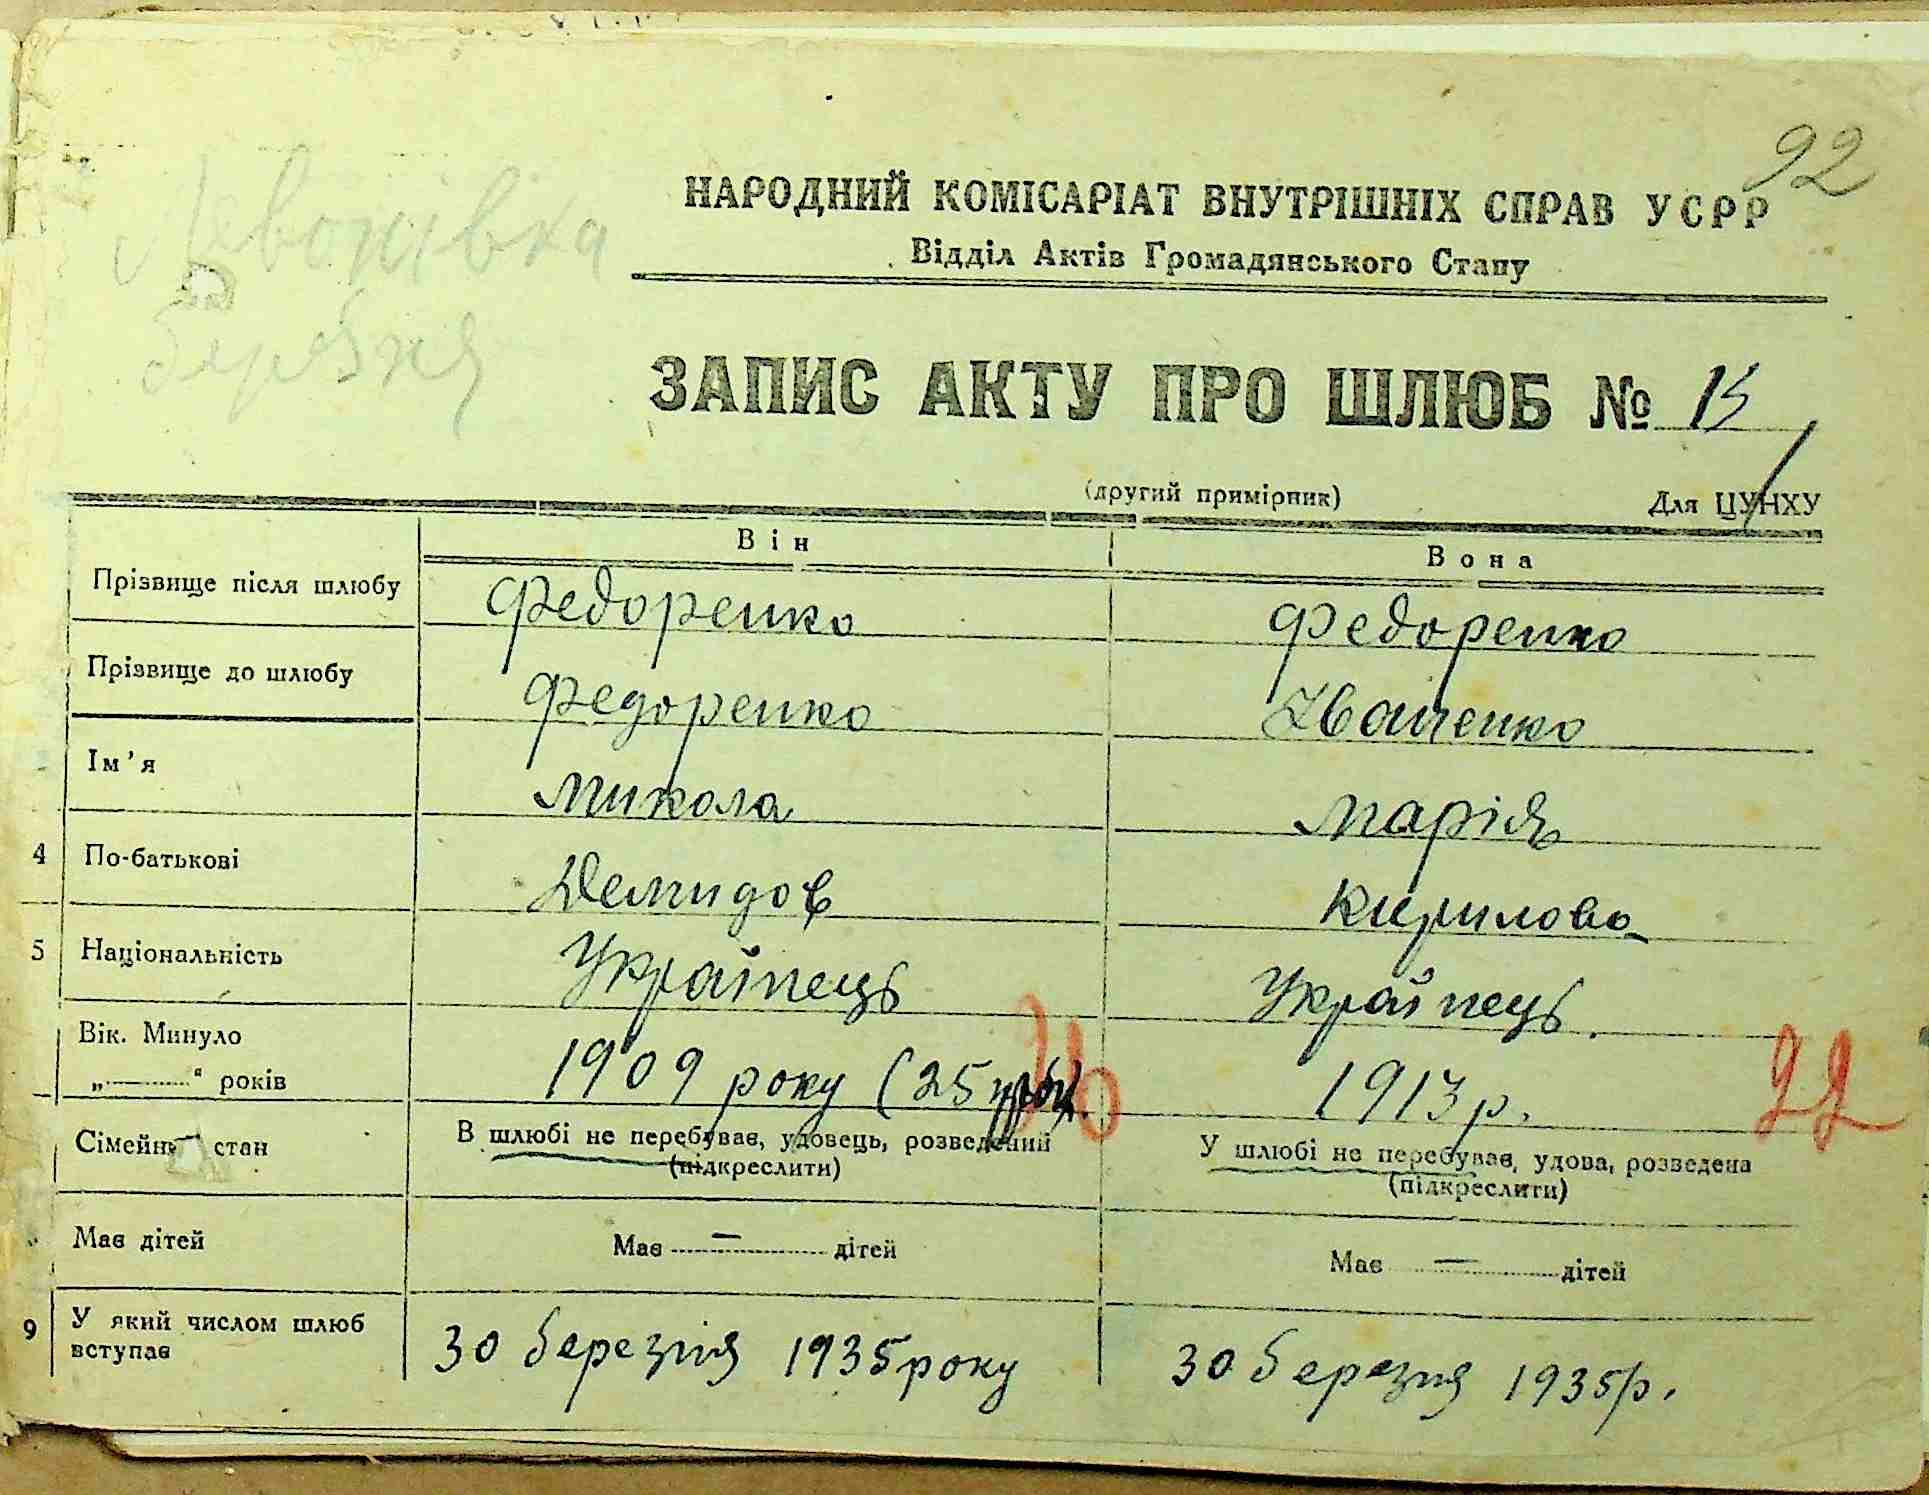 92
Левонівка
березня
НАРОДНИЙ КОМІСАРІАТ ВНУТРІШНІХ СПРАВ УСРР
Відділ Актів Громадянського Стану
ЗАПИС АКТУ ПРО ШЛЮБ №
(другий примірник) Для ЦУНХУ
Він Вона
Прізвище після шлюбу Федоренко Федоренко
Прізвище до шлюбу Федоренко Іващенко
Ім'я Микола Марія
4 По-батькові Демидов Кирилова
5 Національність Українець Українець.
Вік. Минуло
„ “ років 1909 року (25 26 1913 р. 22
Сімейн стан В шлюбі не перебував, удовець, розведений У шлюбі не перебував, удова, розведена
(підкреслити) (підкреслити)
Має дітей Має — дітей Має — дітей
9 У який числом шлюб
вступає 30 березня 1935 року 30 березня 1935 р.